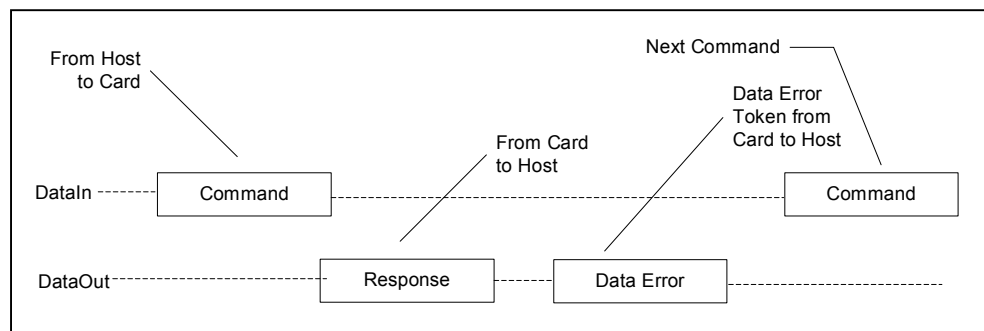 From Host
to Card
Next Command
Data Error
Token from
Card to Host
From Card
to Host
DataIn
Command
Command
DataOut
Response
Data Error